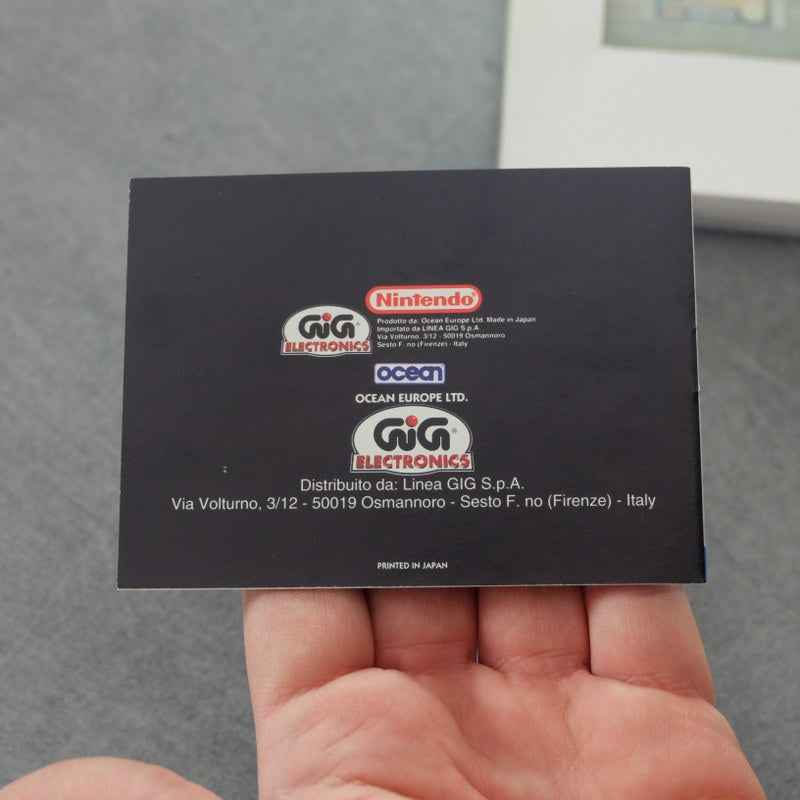 Nintendo®
GiG®
ELECTRONICS
Prodotto da: Ocean Europe Ltd. Made in Japan
Importato da LINEA GIG S.p.A.
Via Volturno, 3/12 - 50019 Osmannoro
Sesto F. no (Firenze) - Italy
ocean
OCEAN EUROPE LTD.
GiG®
ELECTRONICS
Distribuito da: Linea GIG S.p.A.
Via Volturno, 3/12 - 50019 Osmannoro - Sesto F. no (Firenze) - Italy
PRINTED IN JAPAN